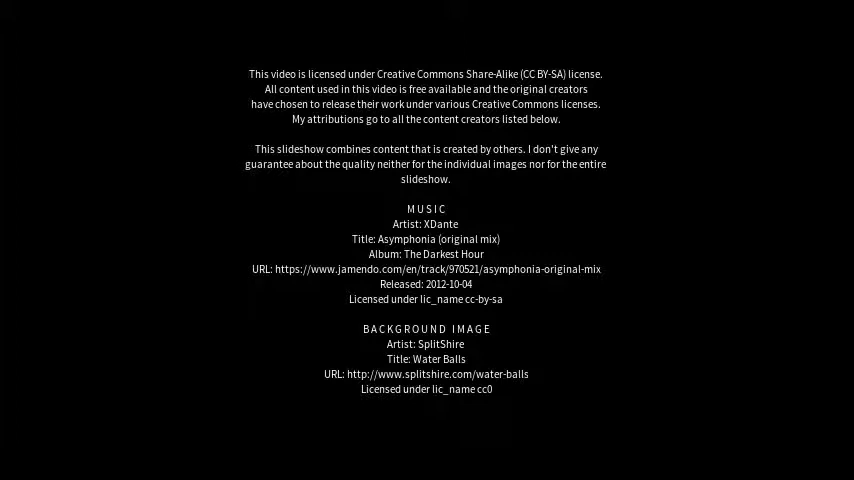 This video is licensed under Creative Commons Share-Alike (CC BY-SA) license.
All content used in this video is free available and the original creators
have chosen to release their work under various Creative Commons licenses.
My attributions go to all the content creators listed below.
This slideshow combines content that is created by others. I don't give any
guarantee about the quality neither for the individual images nor for the entire
slideshow.
MUSIC
Artist: XDante
Title: Asymphonia (original mix)
Album: The Darkest Hour
URL: https://www.jamendo.com/en/track/970521/asymphonia-original-mix
Released: 2012-10-04
Licensed under lic_name cc-by-sa
BACKGROUND IMAGE
Artist: SplitShire
Title: Water Balls
URL: http://www.splitshire.com/water-balls
Licensed under lic_name cc0